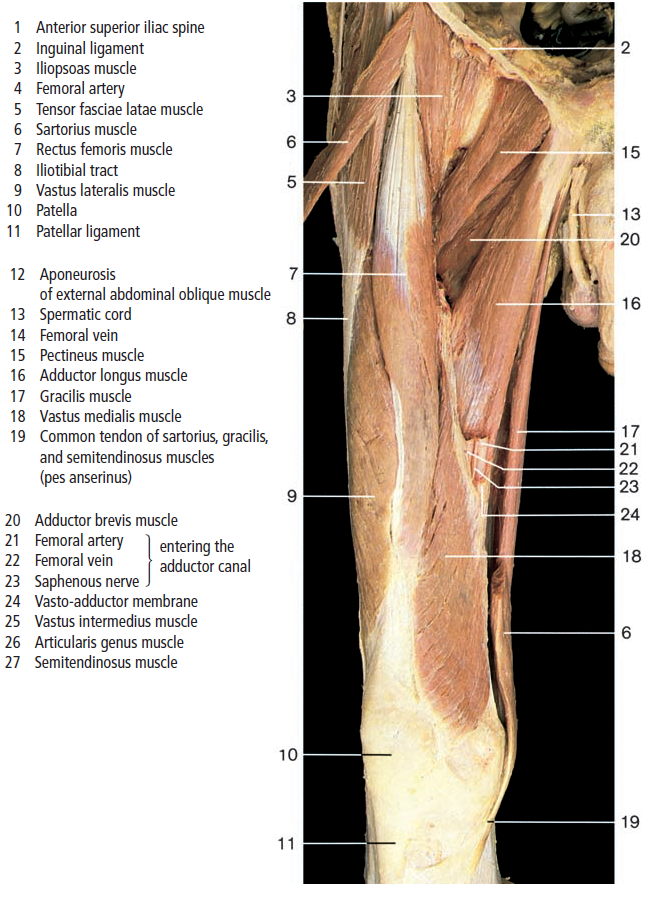 1 Anterior superior iliac spine
2 Inguinal ligament
3 Iliopsoas muscle
4 Femoral artery
5 Tensor fasciae latae muscle
6 Sartorius muscle
7 Rectus femoris muscle
8 Iliotibial tract
9 Vastus lateralis muscle
10 Patella
11 Patellar ligament
12 Aponeurosis
of external abdominal oblique muscle
13 Spermatic cord
14 Femoral vein
15 Pectineus muscle
16 Adductor longus muscle
17 Gracilis muscle
18 Vastus medialis muscle
19 Common tendon of sartorius, gracilis,
and semitendinosus muscles
(pes anserinus)
20 Adductor brevis muscle
21 Femoral artery
22 Femoral vein
23 Saphenous nerve
entering the
adductor canal
24 Vasto-adductor membrane
25 Vastus intermedius muscle
26 Articularis genus muscle
27 Semitendinosus muscle
3
6
5
7
8
9
10
11
2
15
13
20
16
17
21
22
23
24
18
6
19